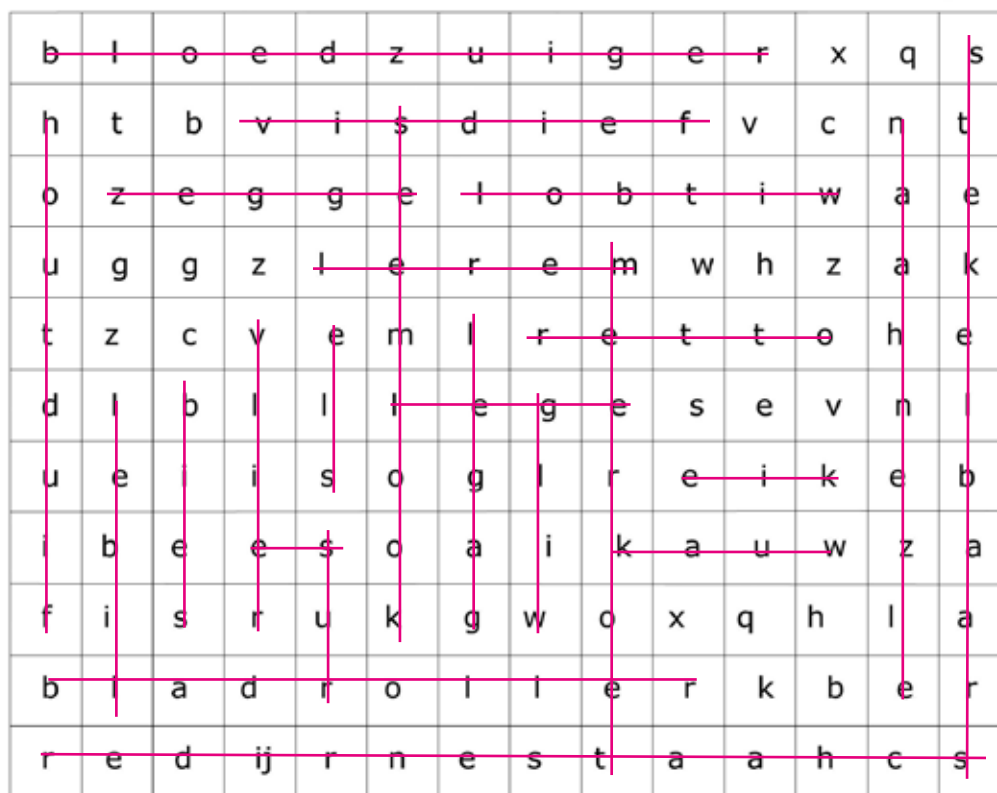 b l o e d z u i g e r x q s
h t b v i s d i e f v c n t
o z e g g e l o b t i w a e
u g g z l e r e m w h z a k
t z c v e m l r e t t o h e
d l b l l l e g e s e v n l
u e i i s o g l r e i k e b
i b e e s o a i k a u w z a
f i s r u k g w o x q h l a
b l a d r o l l e r k b e r
r e d ij r n e s t a a h c s